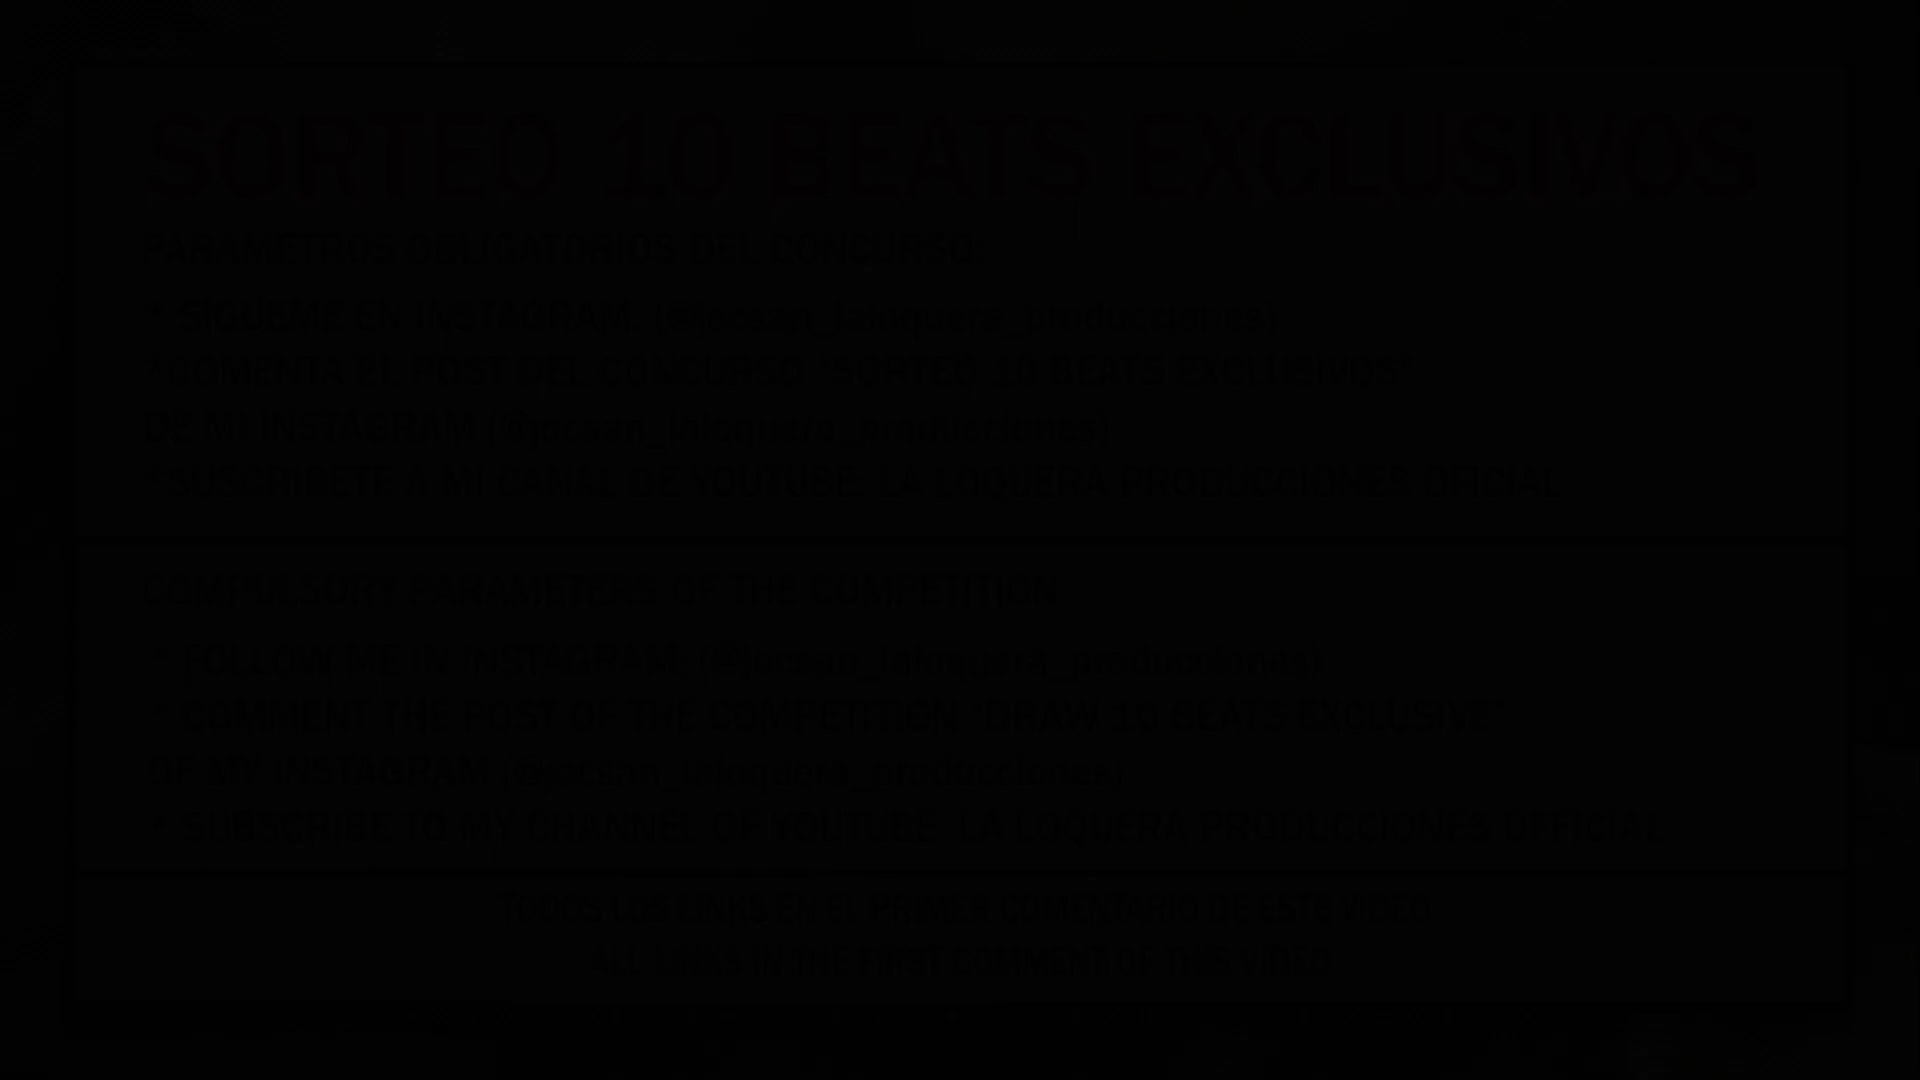 SORTEO 10 BEATS EXCLUSIVOS
PARAMETROS OBLIGATORIOS DEL CONCURSO:
* SIGUEME EN INSTAGRAM: (@jocsan_laloquera_producciones)
*COMENTA EL POST DEL CONCURSO "SORTEO 10 BEATS EXCLUSIVOS"
DE MI INSTAGRAM (@jocsan_laloquera_producciones)
*SUSCRIBETE A MI CANAL DE YOUTUBE: LA LOQUERA PRODUCCIONES OFICIAL
COMPULSORY PARAMETERS OF THE COMPETITION
* FOLLOW ME IN INSTAGRAM: (@jocsan_laloquera_producciones)
* COMMENT THE POST OF THE COMPETITION "DRAW 10 BEATS EXCLUSIVE"
OF MY INSTAGRAM (@jocsan_laloquera_producciones)
* SUBSCRIBE TO MY CHANNEL OF YOUTUBE: LA LOQUERA PRODUCCIONES OFFICIAL
TODOS LOS LINKS EN EL PRIMER COMENTARIO DE ESTE VIDEO
ALL LINKS IN THE FIRST COMMENT OF THIS VIDEO